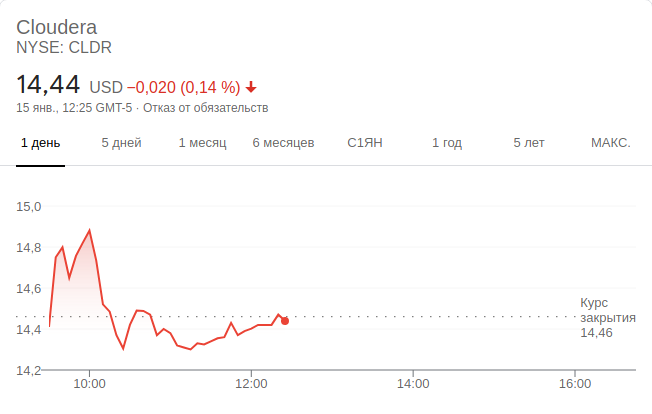 Cloudera
NYSE: CLDR
14,44 USD −0,020 (0,14 %)
15 янв., 12:25 GMT-5 · Отказ от обязательств
1 день 5 дней 1 месяц 6 месяцев С1ЯН 1 год 5 лет МАКС.
15,0
14,8
14,6
Курс
закрытия
14,46
14,4
14,2
10:00 12:00 14:00 16:00